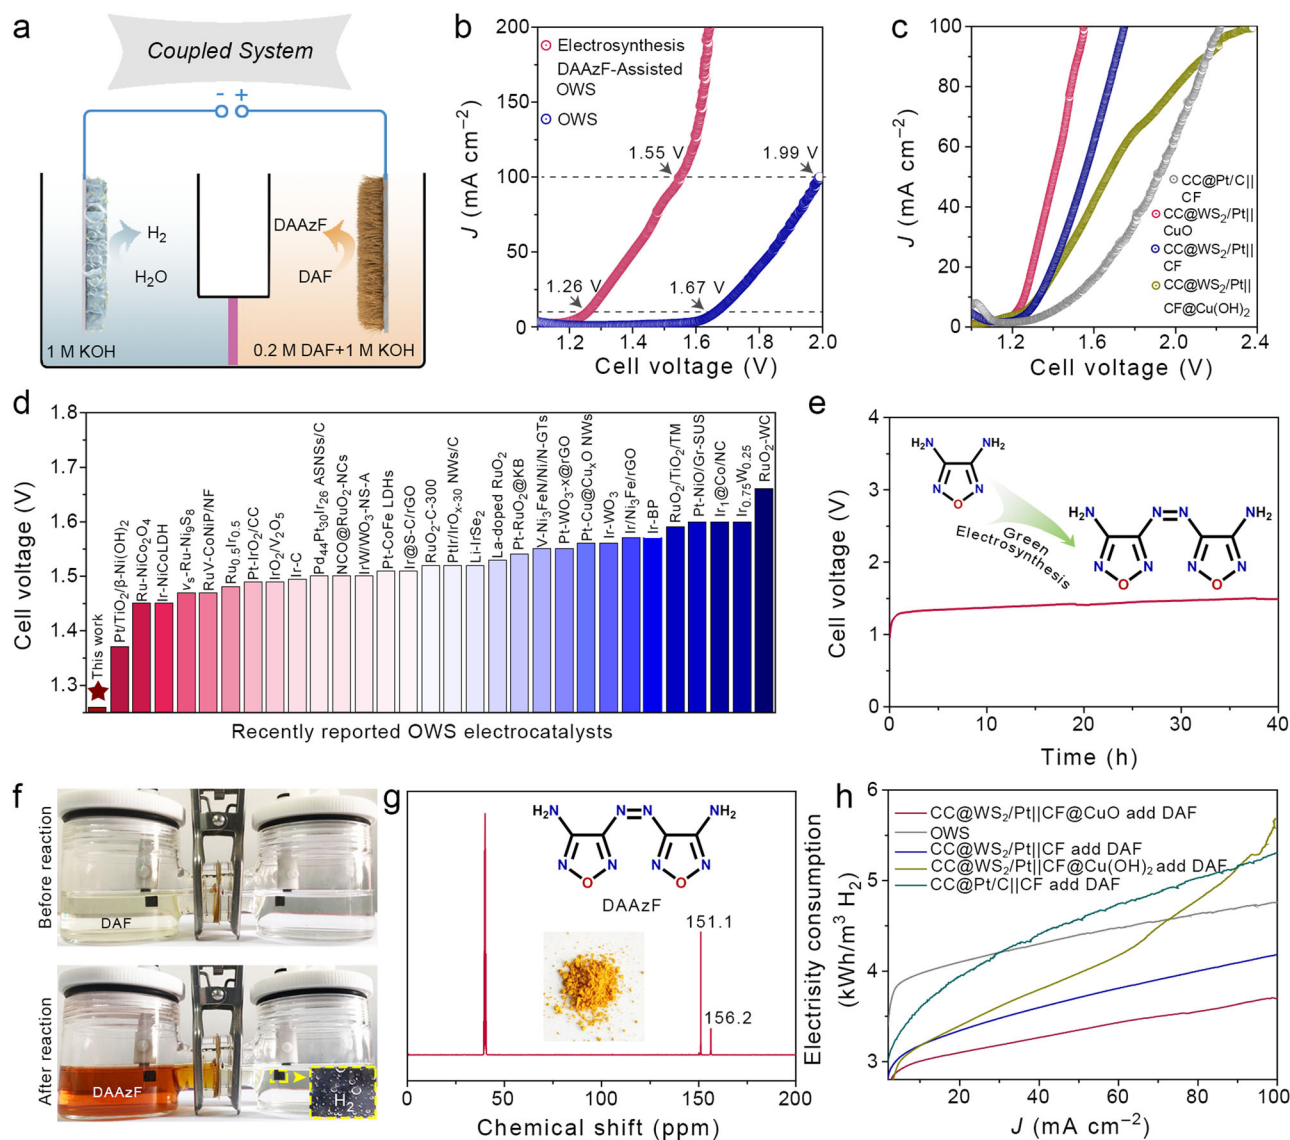 a
Coupled System
- +
H2
H2O
DAAzF
DAF
1 M KOH
0.2 M DAF+1 M KOH
b
J (mA cm−2)
200
150
100
50
0
Electrosynthesis
DAAzF-Assisted
OWS
OWS
1.55 V
1.99 V
1.26 V
1.67 V
1.2 1.4 1.6 1.8 2.0
Cell voltage (V)
c
J (mA cm−2)
100
80
60
40
20
0
CC@Pt/C||
CF
CC@WS2/Pt||
CuO
CC@WS2/Pt||
CF
CC@WS2/Pt||
CF@Cu(OH)2
1.2 1.6 2.0 2.4
Cell voltage (V)
d
Cell voltage (V)
1.8
1.7
1.6
1.5
1.4
1.3
This work
Pt/TiO2/β-Ni(OH)2
Ru-NiCo2O4
Ir-NiCoLDH
vs-Ru-Ni9S8
RuV-CoNiP/NF
Ru0.5Ir0.5
Pt-IrO2/CC
IrO2/V2O5
Ir-C
Pd44Pt30Ir26 ASNSs/C
NCO@RuO2-NCs
IrW/WO3-NS-A
Pt-CoFe LDHs
Ir@S-C/rGO
RuO2-C-300
PtIr/IrOx-30 NWs/C
Li-IrSe2
La-doped RuO2
Pt-RuO2@KB
V-Ni3FeN/Ni/N-GTs
Pt-WO3-x@rGO
Pt-Cu@CuxO NWs
Ir-WO3
Ir/Ni3Fe/rGO
Ir-BP
RuO2/TiO2/TM
Pt-NiO/Gr-SUS
Ir1@Co/NC
Ir0.75W0.25
RuO2-WC
Recently reported OWS electrocatalysts
e
Cell voltage (V)
4
3
2
1
0
H2N NH2
N N
O
Green
Electrosynthesis
H2N N=N NH2
N N N N
O O
0 10 20 30 40
Time (h)
f
Before reaction
DAF
After reaction
DAAzF
H2
g
H2N N=N NH2
N N N N
O O
DAAzF
151.1
156.2
0 50 100 150 200
Chemical shift (ppm)
h
Electrisity consumption
(kWh/m3 H2)
6
5
4
3
CC@WS2/Pt||CF@CuO add DAF
OWS
CC@WS2/Pt||CF add DAF
CC@WS2/Pt||CF@Cu(OH)2 add DAF
CC@Pt/C||CF add DAF
20 40 60 80 100
J (mA cm−2)